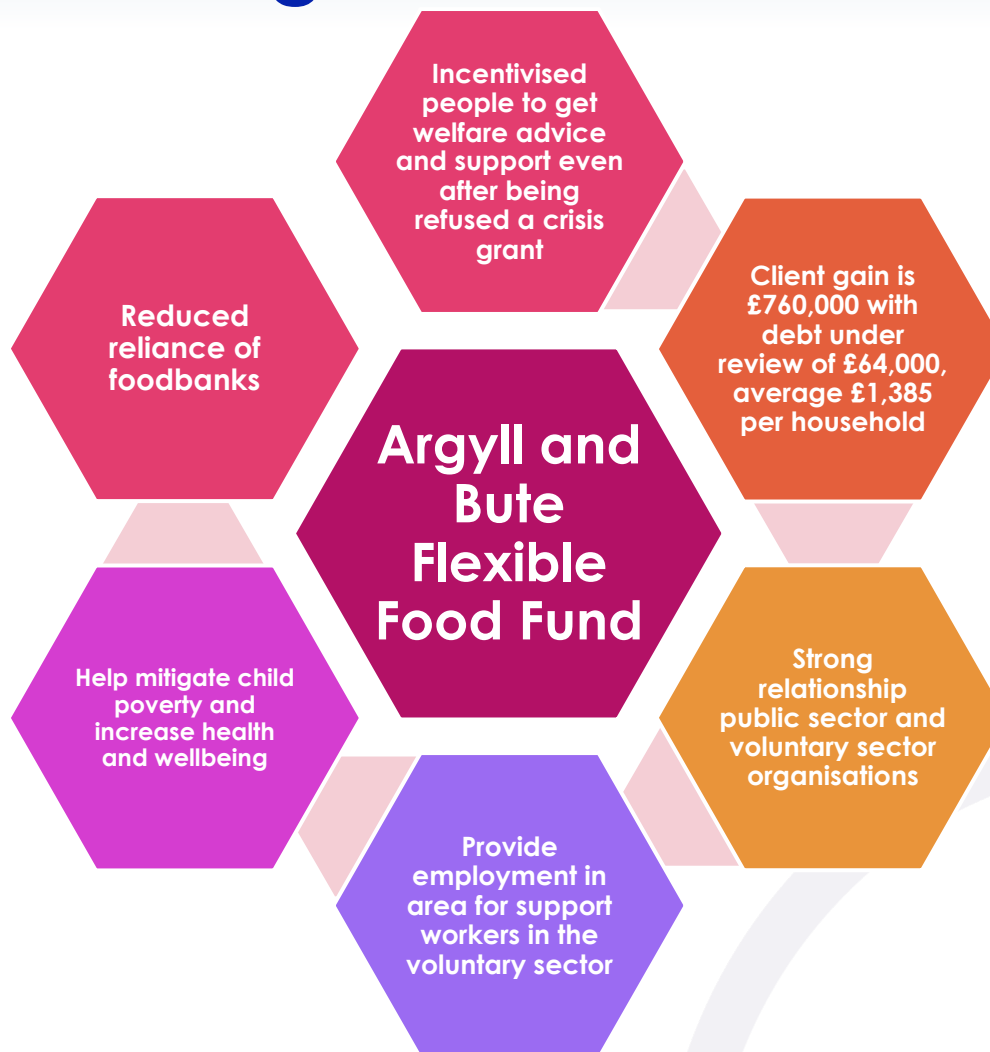 Incentivised
people to get
welfare advice
and support even
after being
refused a crisis
grant
Client gain is
£760,000 with
debt under
review of £64,000,
average £1,385
per household
Strong
relationship
public sector and
voluntary sector
organisations
Provide
employment in
area for support
workers in the
voluntary sector
Help mitigate child
poverty and
increase health
and wellbeing
Reduced
reliance of
foodbanks
Argyll and
Bute
Flexible
Food Fund